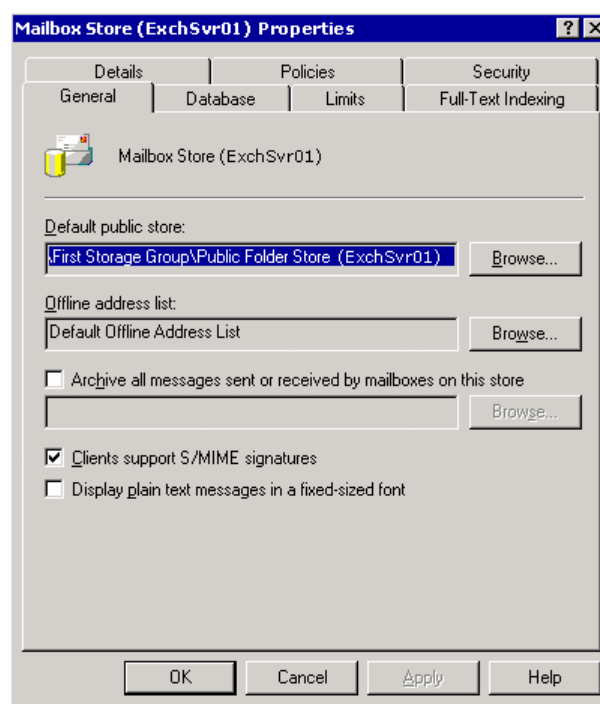 Mailbox Store (ExchSvr01) Properties
Details Policies Security
General Database Limits Full-Text Indexing
Mailbox Store (ExchSvr01)
Default public store:
\First Storage Group\Public Folder Store (ExchSvr01) Browse...
Offline address list:
Default Offline Address List Browse...
Archive all messages sent or received by mailboxes on this store
Browse...
Clients support S/MIME signatures
Display plain text messages in a fixed-sized font
OK Cancel Apply Help